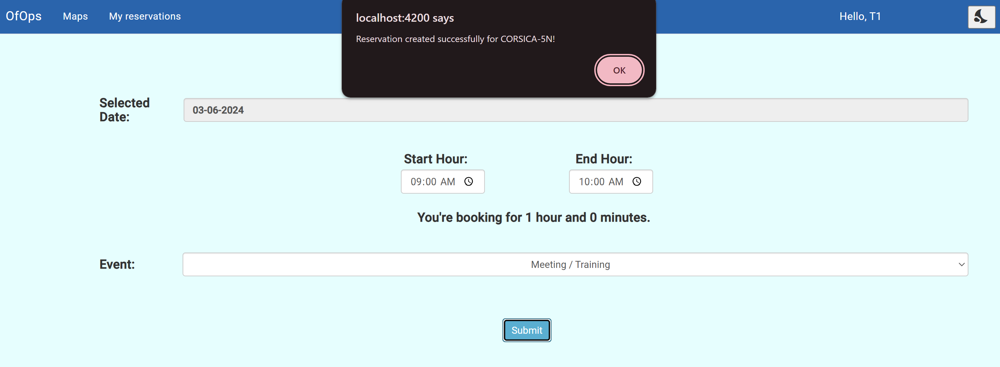 OfOps Maps My reservations Hello, T1
localhost:4200 says
Reservation created successfully for CORSICA-5N!
OK
Selected
Date:
03-06-2024
Start Hour: End Hour:
09:00 AM 10:00 AM
You're booking for 1 hour and 0 minutes.
Event: Meeting / Training
Submit